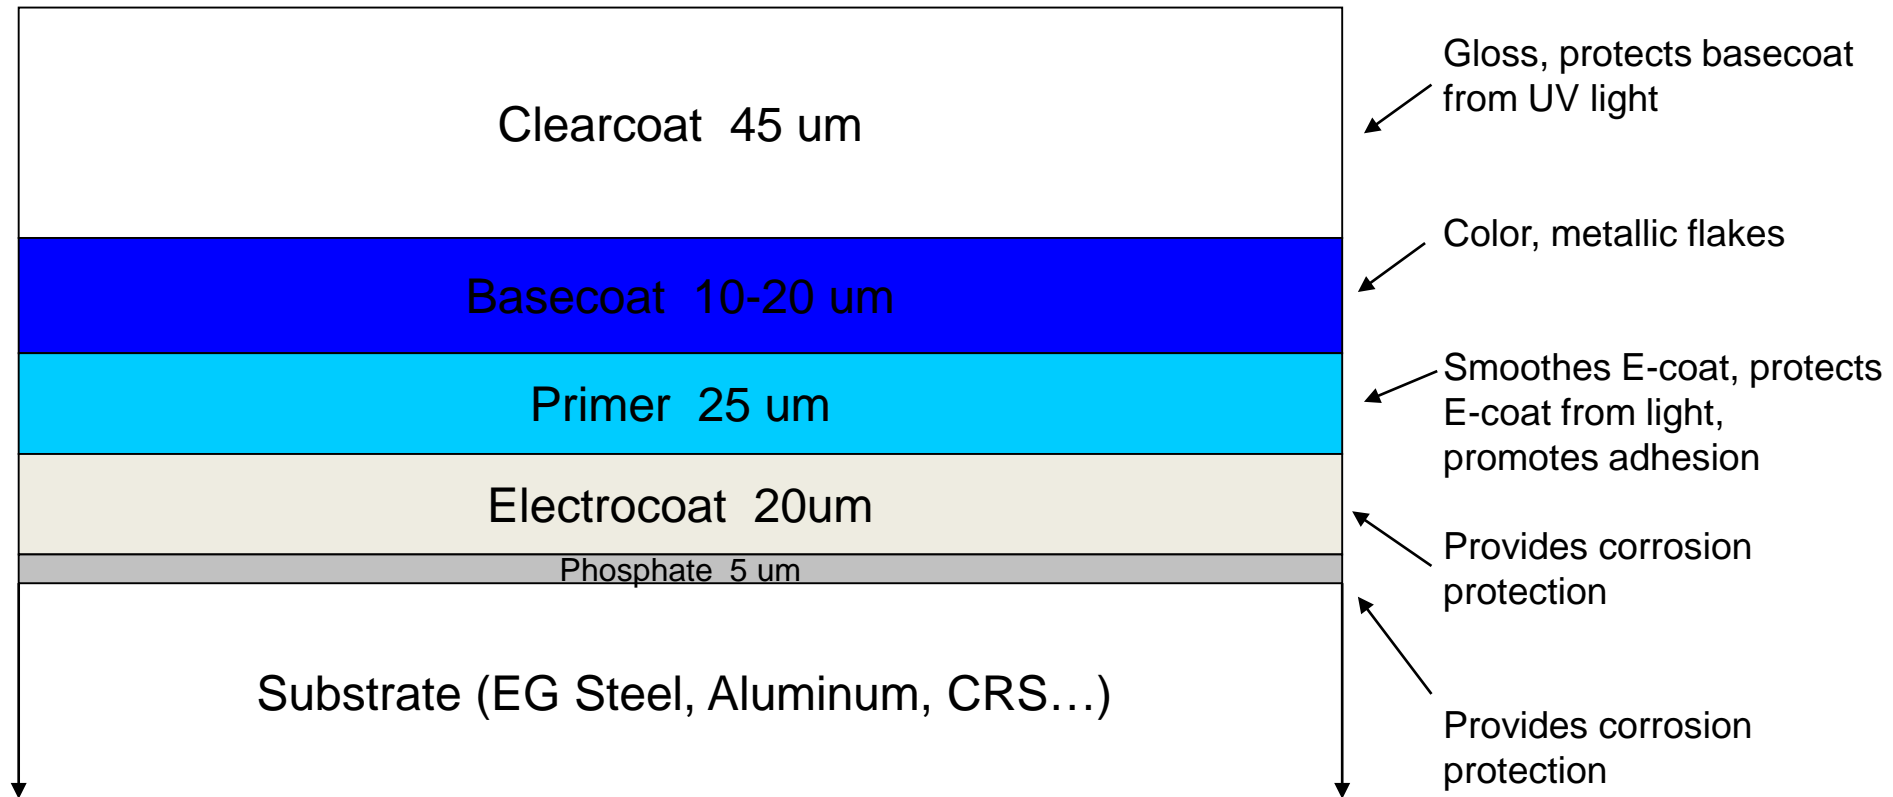 Clearcoat  45 um
Gloss, protects basecoat
from UV light
Basecoat  10-20 um
Color, metallic flakes
Primer  25 um
Smoothes E-coat, protects
E-coat from light,
promotes adhesion
Electrocoat  20um
Provides corrosion
protection
Phosphate  5 um
Substrate (EG Steel, Aluminum, CRS…)
Provides corrosion
protection